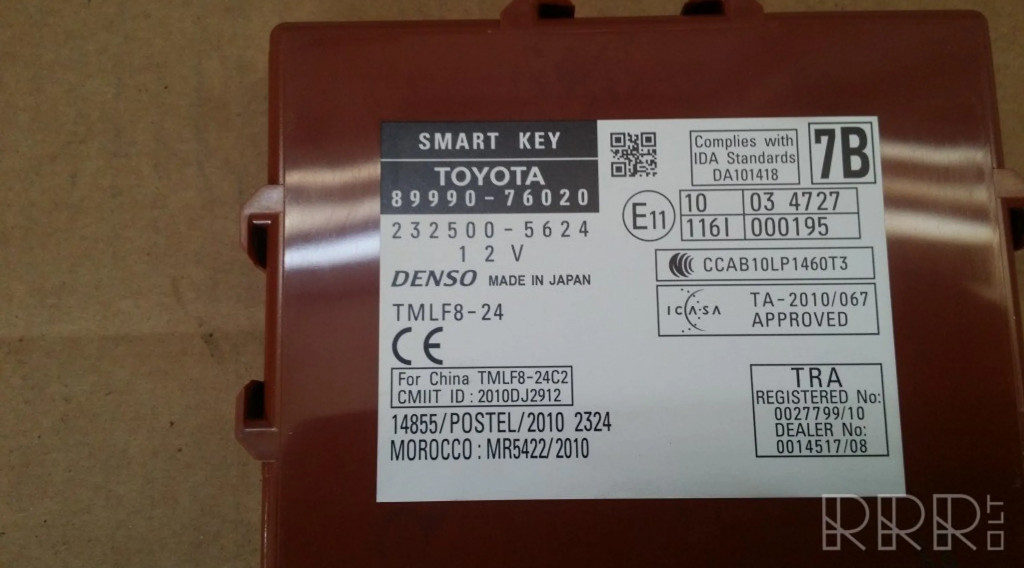 SMART KEY
TOYOTA
89990-76020
232500-5624
12V
DENSO MADE IN JAPAN
TMLF8-24
CE
For China TMLF8-24C2
CMIIT ID : 2010DJ2912
14855/POSTEL/2010 2324
MOROCCO : MR5422/2010
Complies with
IDA Standards
DA101418
7B
E11
10 03 4727
116I 000195
CCAB10LP1460T3
ICASA TA-2010/067
APPROVED
TRA
REGISTERED No:
0027799/10
DEALER No:
0014517/08
RRR.LT